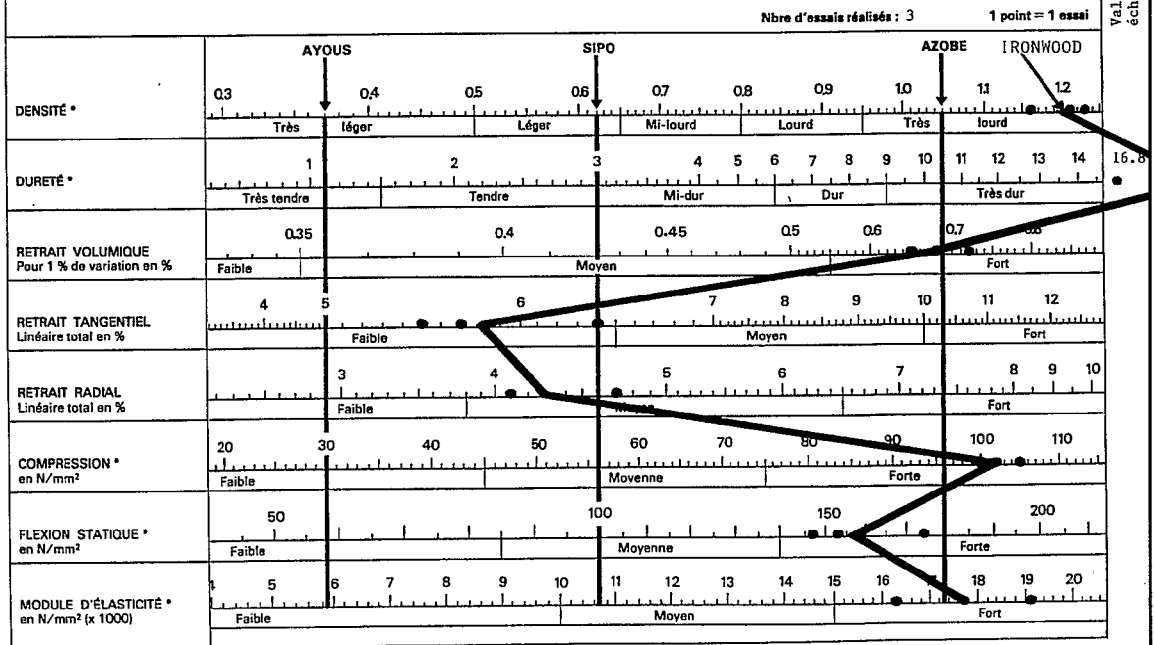 Nbre d'essais réalisés : 3 1 point = 1 essai
Val
éch
AYOUS SIPO AZOBE IRONWOOD
0.3 0.4 0.5 0.6 0.7 0.8 0.9 1.0 1.1 1.2
DENSITÉ *
Très léger Léger Mi-lourd Lourd Très lourd
1 2 3 4 5 6 7 8 9 10 11 12 13 14 16.8
DURETÉ *
Très tendre Tendre Mi-dur Dur Très dur
0.35 0.4 0.45 0.5 0.6 0.7 0.8
RETRAIT VOLUMIQUE
Pour 1 % de variation en %
Faible Moyen Fort
4 5 6 7 8 9 10 11 12
RETRAIT TANGENTIEL
Linéaire total en %
Faible Moyen Fort
3 4 5 6 7 8 9 10
RETRAIT RADIAL
Linéaire total en %
Faible Moyen Fort
20 30 40 50 60 70 80 90 100 110
COMPRESSION *
en N/mm²
Faible Moyenne Forte
50 100 150 200
FLEXION STATIQUE *
en N/mm²
Faible Moyenne Forte
4 5 6 7 8 9 10 11 12 13 14 15 16 17 18 19 20
MODULE D'ÉLASTICITÉ *
en N/mm² (x 1000)
Faible Moyen Fort